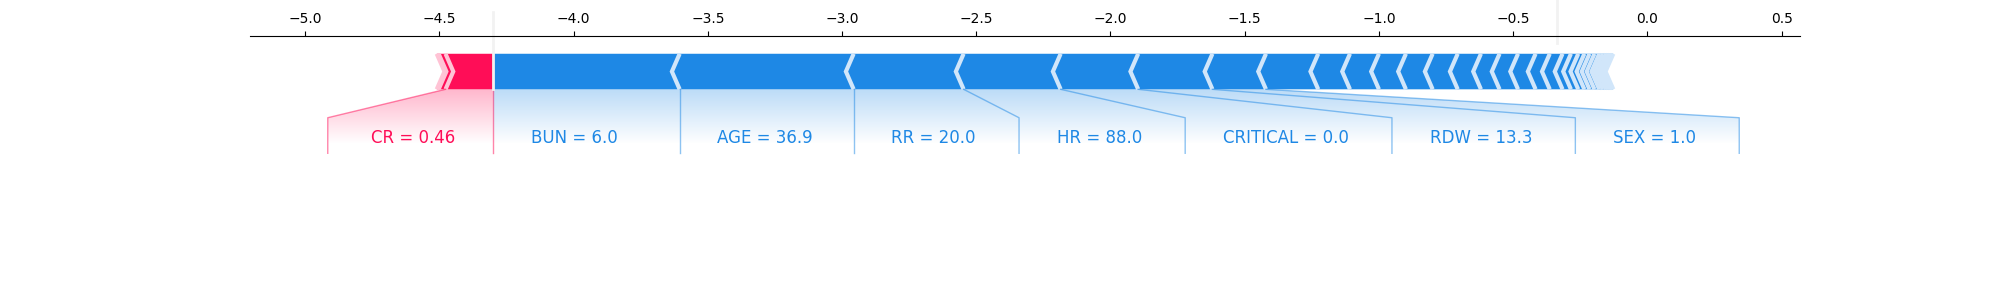 −5.0 −4.5 −4.0 −3.5 −3.0 −2.5 −2.0 −1.5 −1.0 −0.5 0.0 0.5
CR = 0.46 BUN = 6.0 AGE = 36.9 RR = 20.0 HR = 88.0 CRITICAL = 0.0 RDW = 13.3 SEX = 1.0